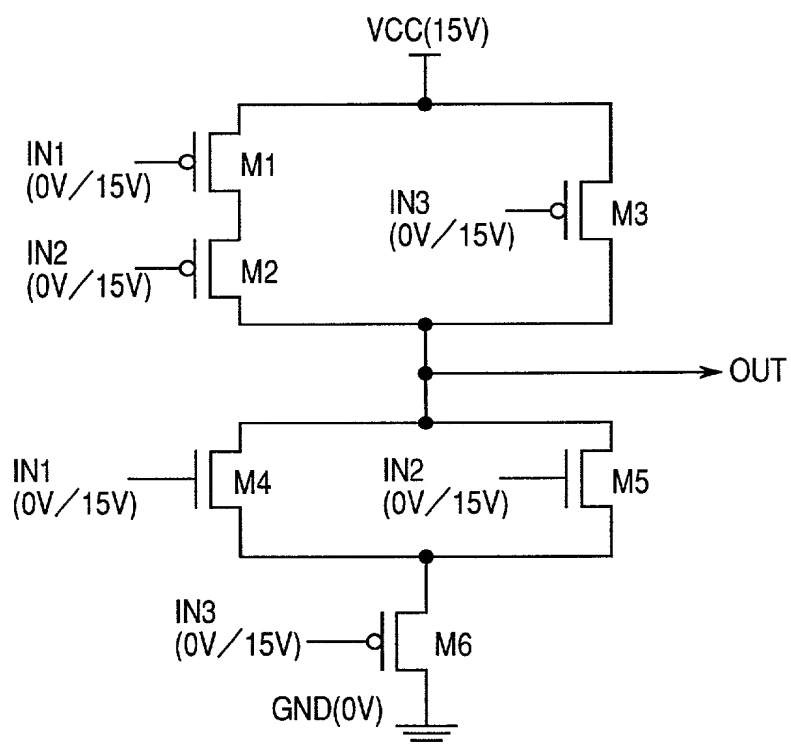 VCC(15V)
IN1
(0V/15V)
M1
IN3
(0V/15V)
M3
IN2
(0V/15V)
M2
OUT
IN1
(0V/15V)
M4
IN2
(0V/15V)
M5
IN3
(0V/15V)
M6
GND(0V)